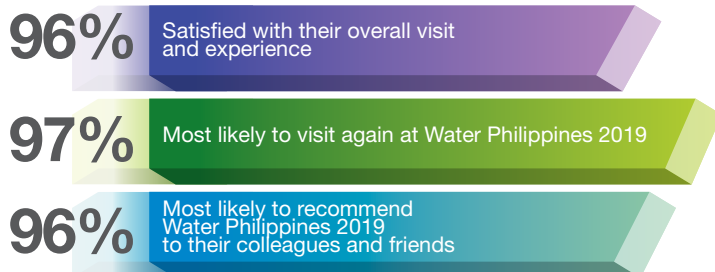 96%
Satisfied with their overall visit
and experience
97%
Most likely to visit again at Water Philippines 2019
96%
Most likely to recommend
Water Philippines 2019
to their colleagues and friends